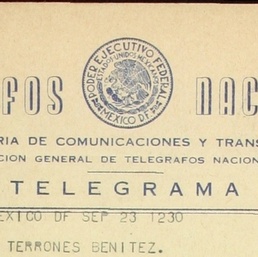 PODER EJECUTIVO FEDERAL
ESTADOS UNIDOS MEXICANOS
MEXICO DF.
FOS NAC
RIA DE COMUNICACIONES Y TRANS
CION GENERAL DE TELEGRAFOS NACION
TELEGRAMA
EXICO DF SEP 23 1230
TERRONES BENITEZ.